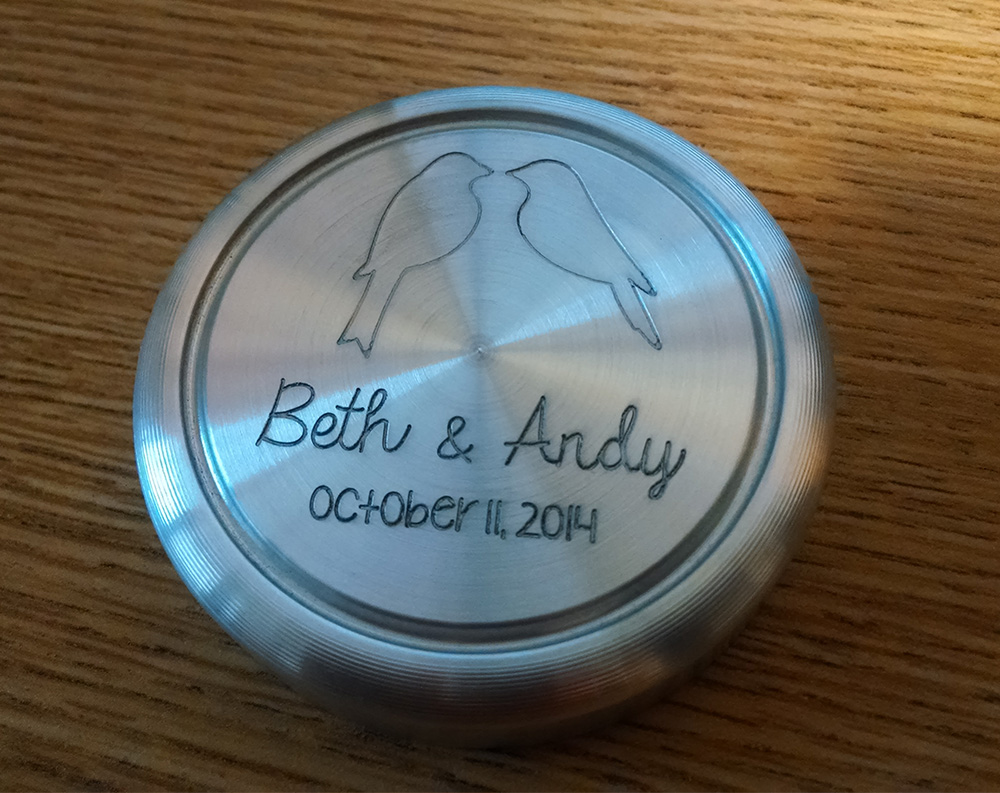 Beth & Andy
October 11, 2014